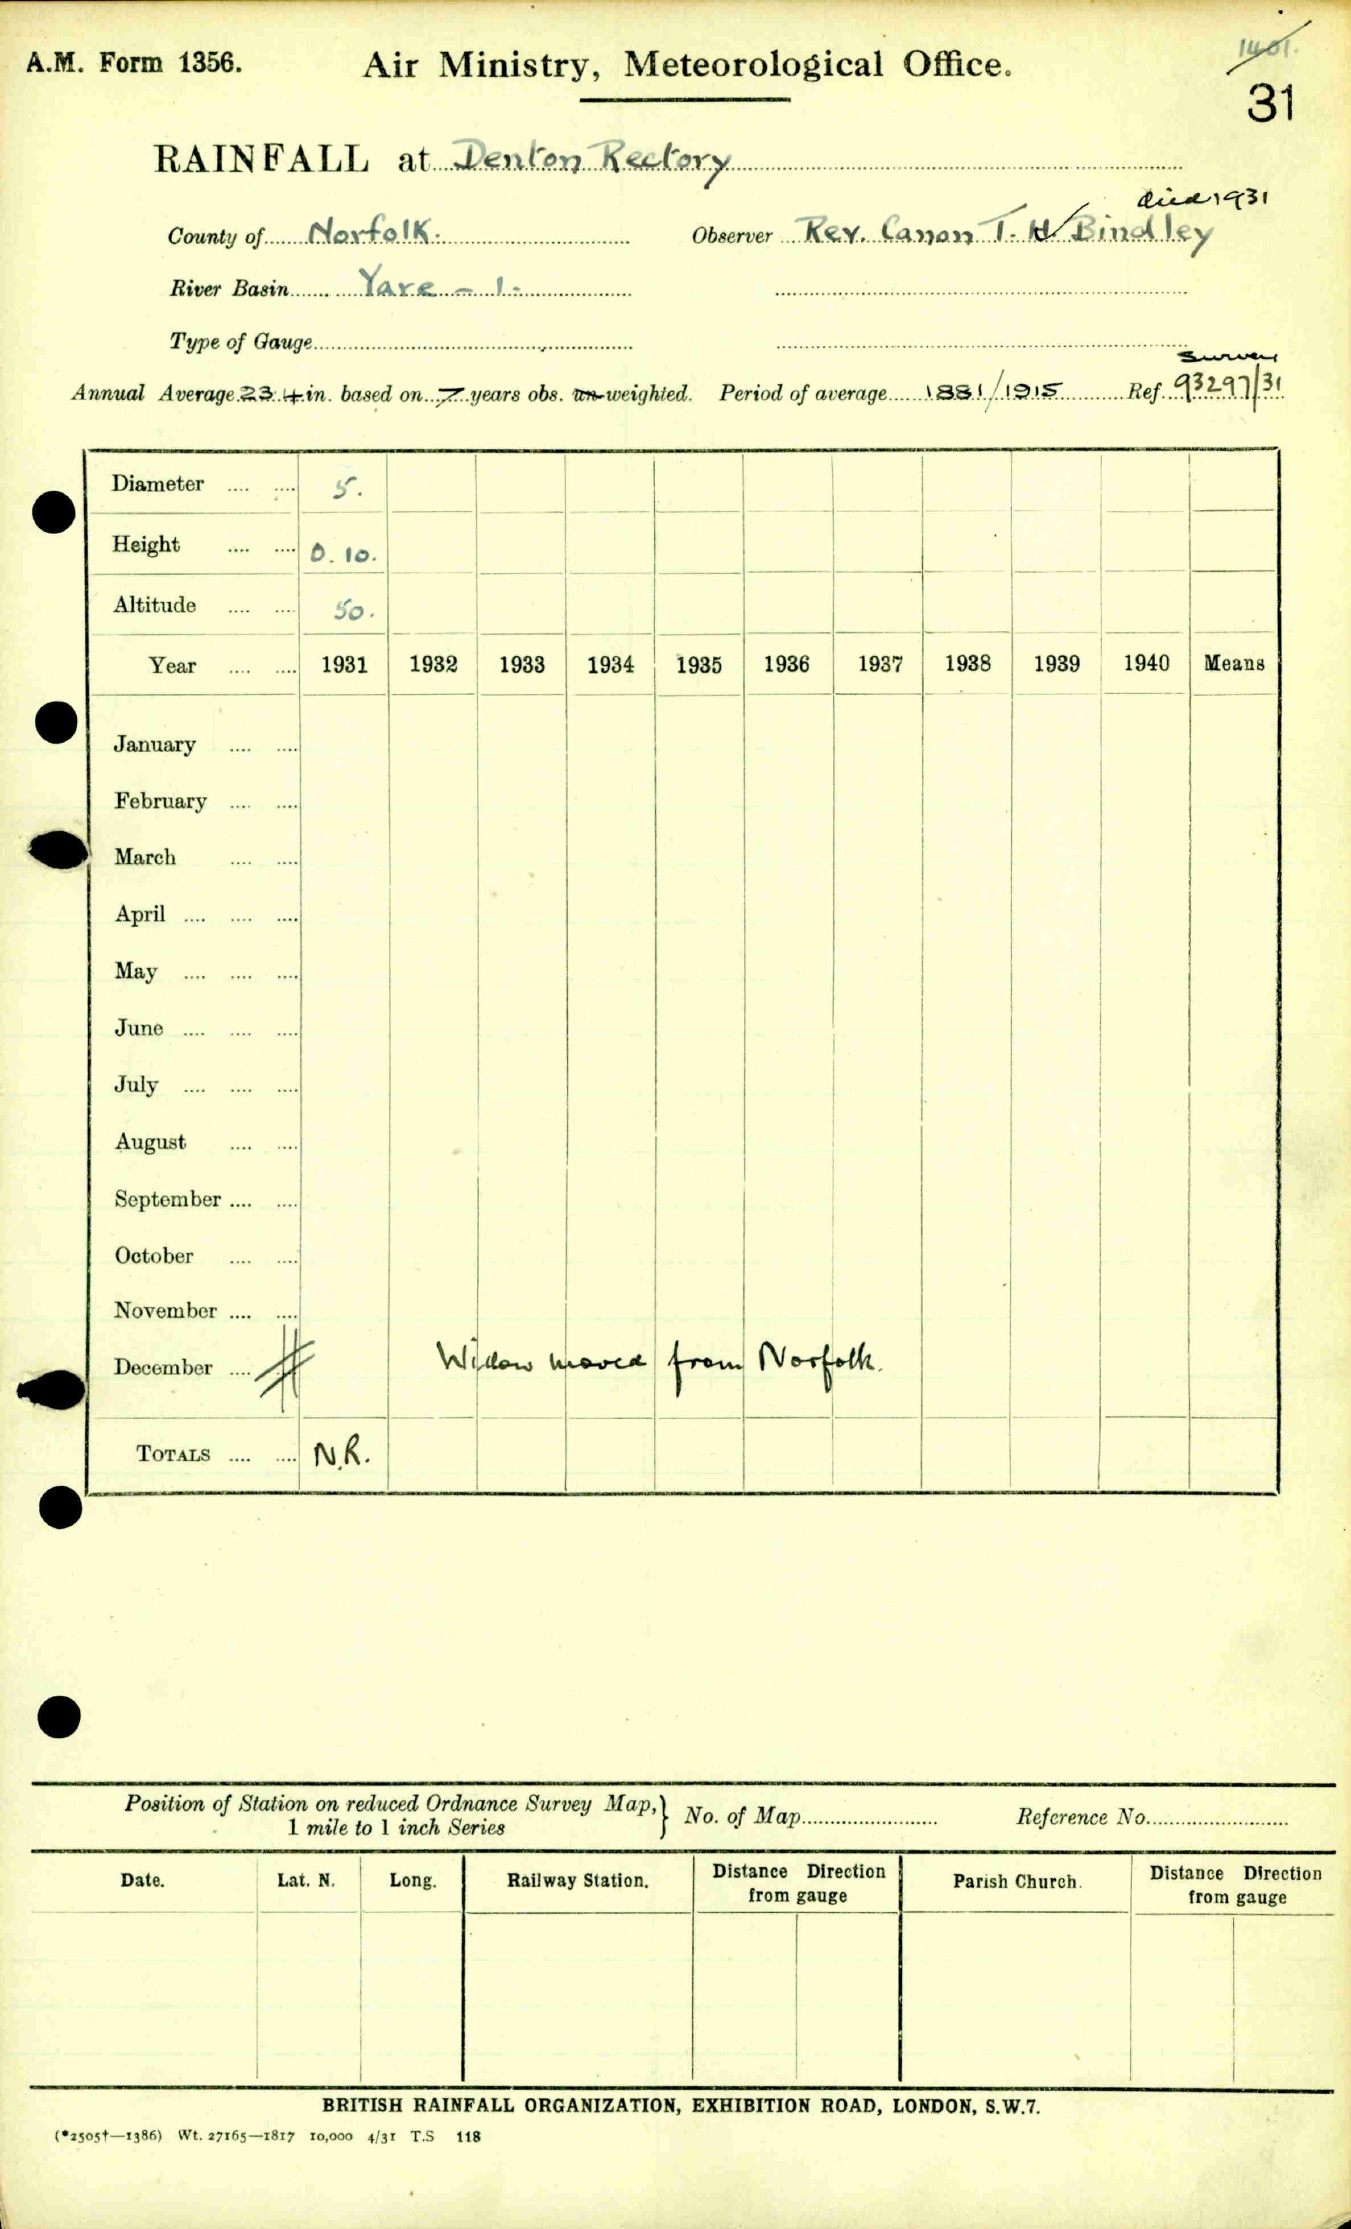 A.M. Form 1356.
Air Ministry, Meteorological Office.
1401.
31
RAINFALL at Denton Rectory
died 1931
County of Norfolk. Observer Rev. Canon T. H Bindley
River Basin Yare - 1.
Type of Gauge
Survey
Annual Average 23.4 in. based on 7 years obs. un-weighted. Period of average 1881/1915 Ref. 93297/31
Diameter .... .... 5.
Height .... .... 0.10.
Altitude .... .... 50.
Year .... .... 1931 1932 1933 1934 1935 1936 1937 1938 1939 1940 Means
January .... ....
February .... ....
March .... ....
April .... .... ....
May .... .... ....
June .... .... ....
July .... .... ....
August .... ....
September .... ....
October .... ....
November .... ....
December .... Widow moved from Norfolk.
TOTALS .... .... N.R.
Position of Station on reduced Ordnance Survey Map,} No. of Map Reference No.
1 mile to 1 inch Series
Date. Lat. N. Long. Railway Station. Distance Direction from gauge Parish Church. Distance Direction from gauge
BRITISH RAINFALL ORGANIZATION, EXHIBITION ROAD, LONDON, S.W.7.
(*2505†—1386) Wt. 27165—1817 10,000 4/31 T.S 118